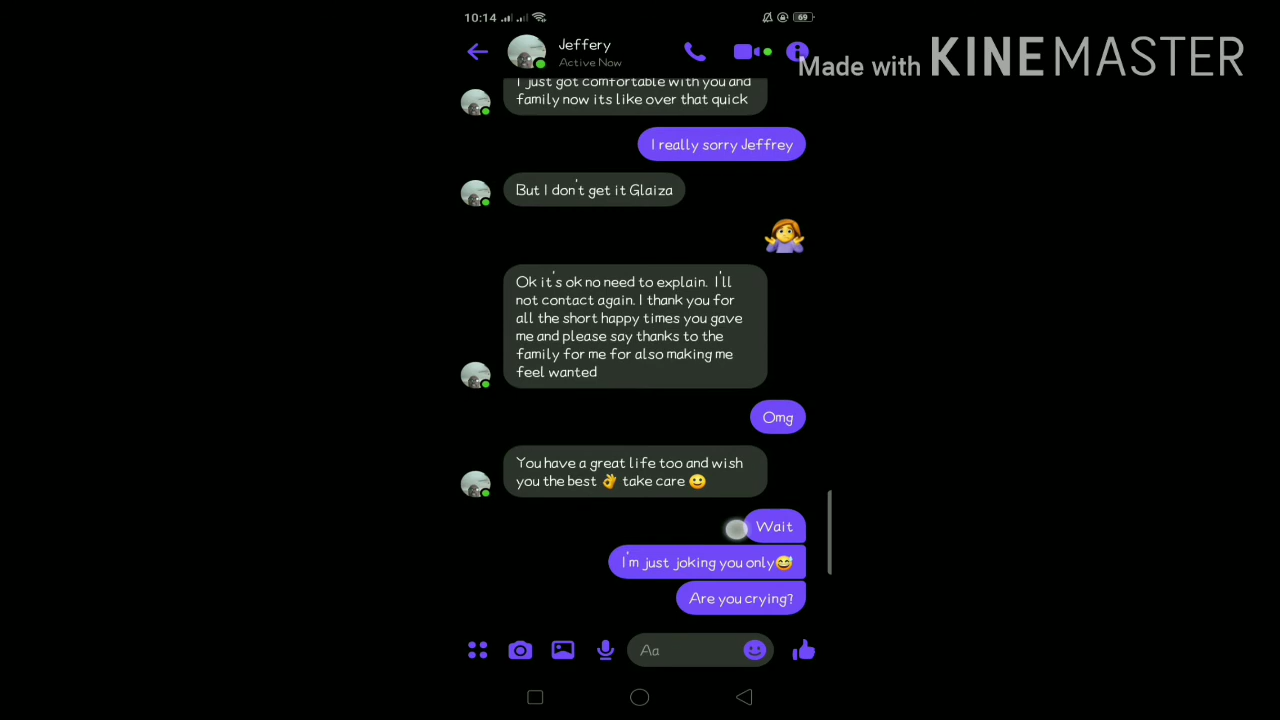 10:14
69
Jeffery
Active Now
Made with KINEMASTER
I just got comfortable with you and
family now its like over that quick
I really sorry Jeffrey
But I don't get it Glaiza
Ok it's ok no need to explain. I'll
not contact again. I thank you for
all the short happy times you gave
me and please say thanks to the
family for me for also making me
feel wanted
Omg
You have a great life too and wish
you the best 👌 take care 🙂
Wait
I'm just joking you only😅
Are you crying?
Aa